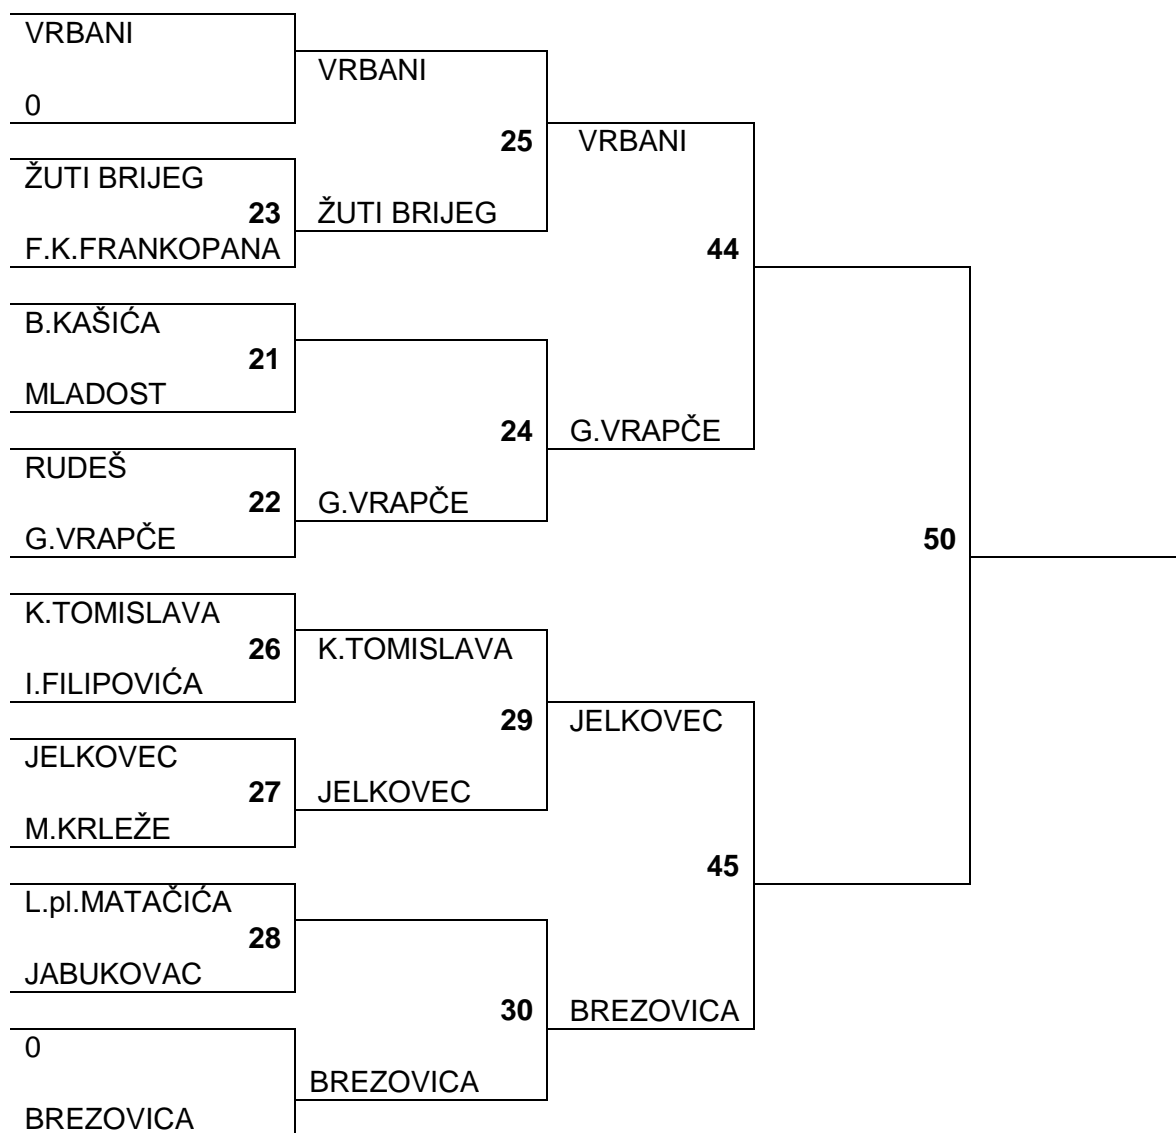 VRBANI
VRBANI
0
25 VRBANI
ŽUTI BRIJEG
23 ŽUTI BRIJEG
F.K.FRANKOPANA 44
B.KAŠIĆA
21
MLADOST
24 G.VRAPČE
RUDEŠ
22 G.VRAPČE
G.VRAPČE 50
K.TOMISLAVA
26 K.TOMISLAVA
I.FILIPOVIĆA
29 JELKOVEC
JELKOVEC
27 JELKOVEC
M.KRLEŽE
45
L.pl.MATAČIĆA
28
JABUKOVAC
30 BREZOVICA
0
BREZOVICA
BREZOVICA